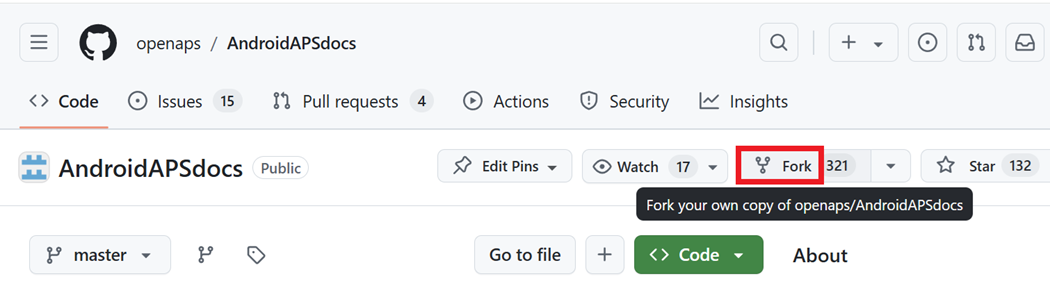 openaps / AndroidAPSdocs
Code Issues 15 Pull requests 4 Actions Security Insights
AndroidAPSdocs Public Edit Pins Watch 17 Fork 321 Star 132
Fork your own copy of openaps/AndroidAPSdocs
master Go to file Code About